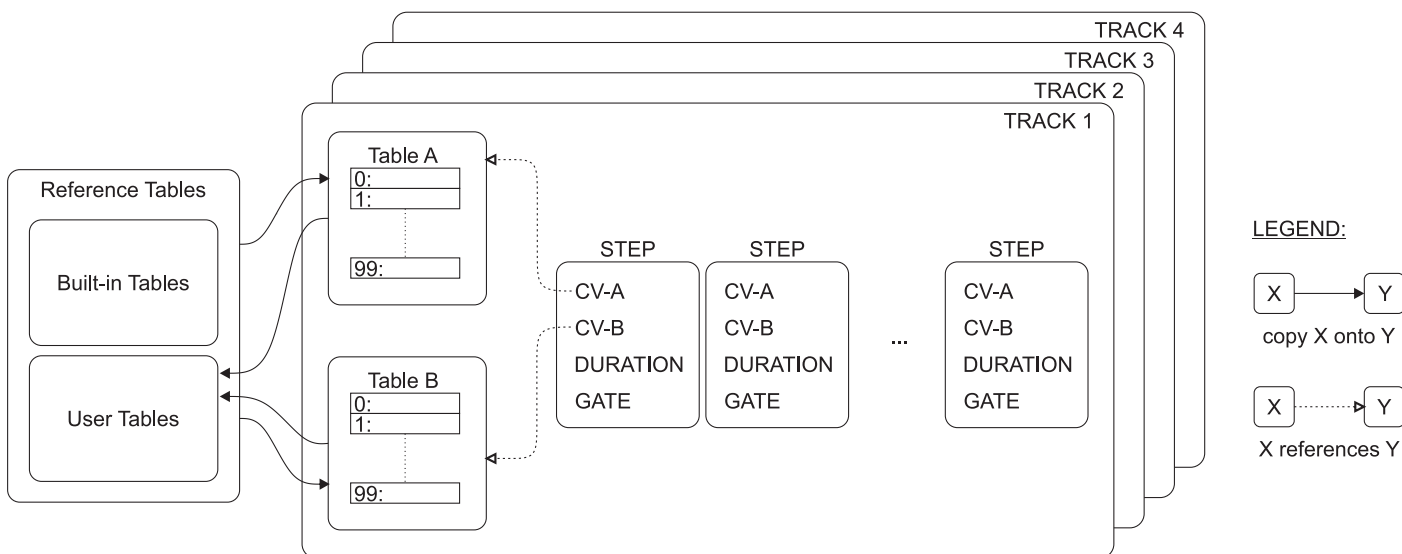 TRACK 4
TRACK 3
TRACK 2
TRACK 1
Reference Tables
Built-in Tables
User Tables
Table A
0:
1:
99:
Table B
0:
1:
99:
STEP
CV-A
CV-B
DURATION
GATE
STEP
CV-A
CV-B
DURATION
GATE
...
STEP
CV-A
CV-B
DURATION
GATE
LEGEND:
X Y
copy X onto Y
X Y
X references Y